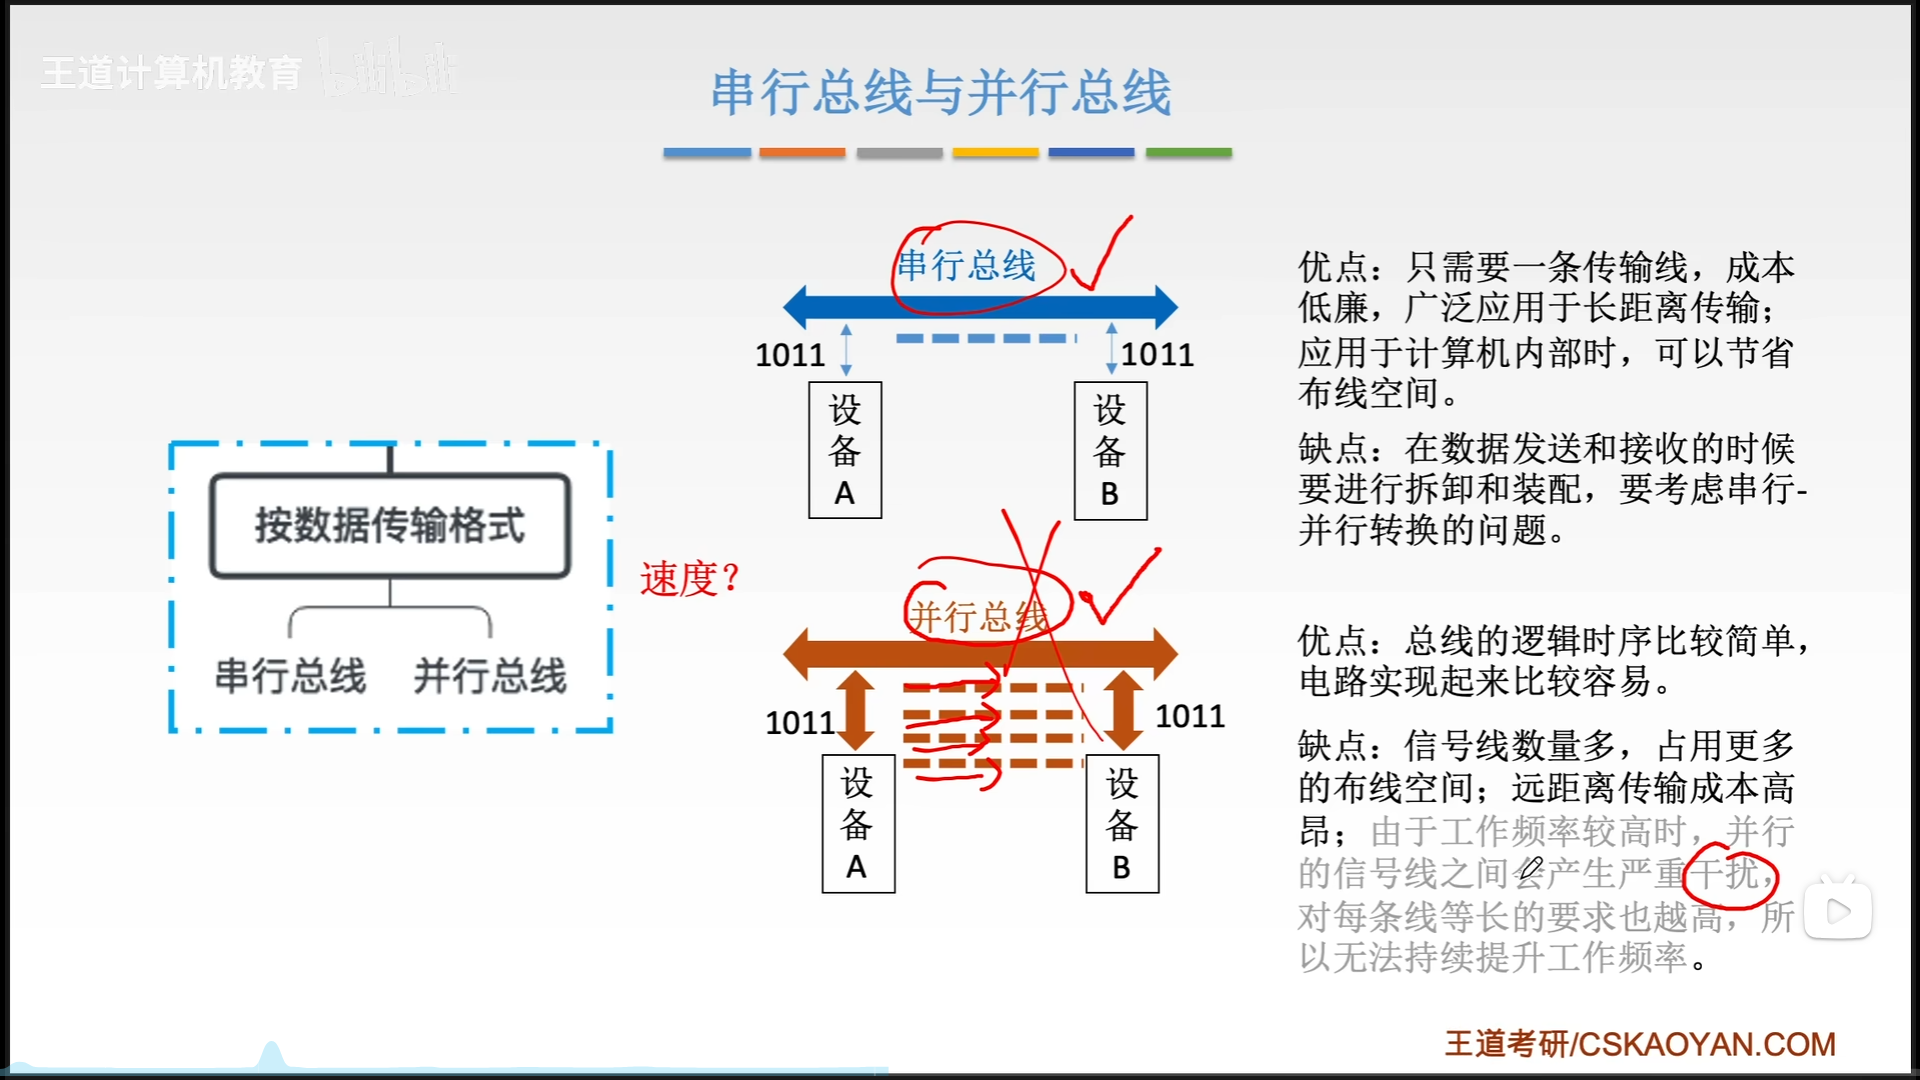 王道计算机教育 bilibili
串行总线与并行总线
按数据传输格式
串行总线 并行总线
速度？
串行总线
1011
1011
设备A
设备B
并行总线
1011
1011
设备A
设备B
优点：只需要一条传输线，成本
低廉，广泛应用于长距离传输；
应用于计算机内部时，可以节省
布线空间。
缺点：在数据发送和接收的时候
要进行拆卸和装配，要考虑串行-
并行转换的问题。
优点：总线的逻辑时序比较简单，
电路实现起来比较容易。
缺点：信号线数量多，占用更多
的布线空间；远距离传输成本高
昂；由于工作频率较高时，并行
的信号线之间会产生严重干扰，
对每条线等长的要求也越高，所
以无法持续提升工作频率。
王道考研/CSKAOYAN.COM